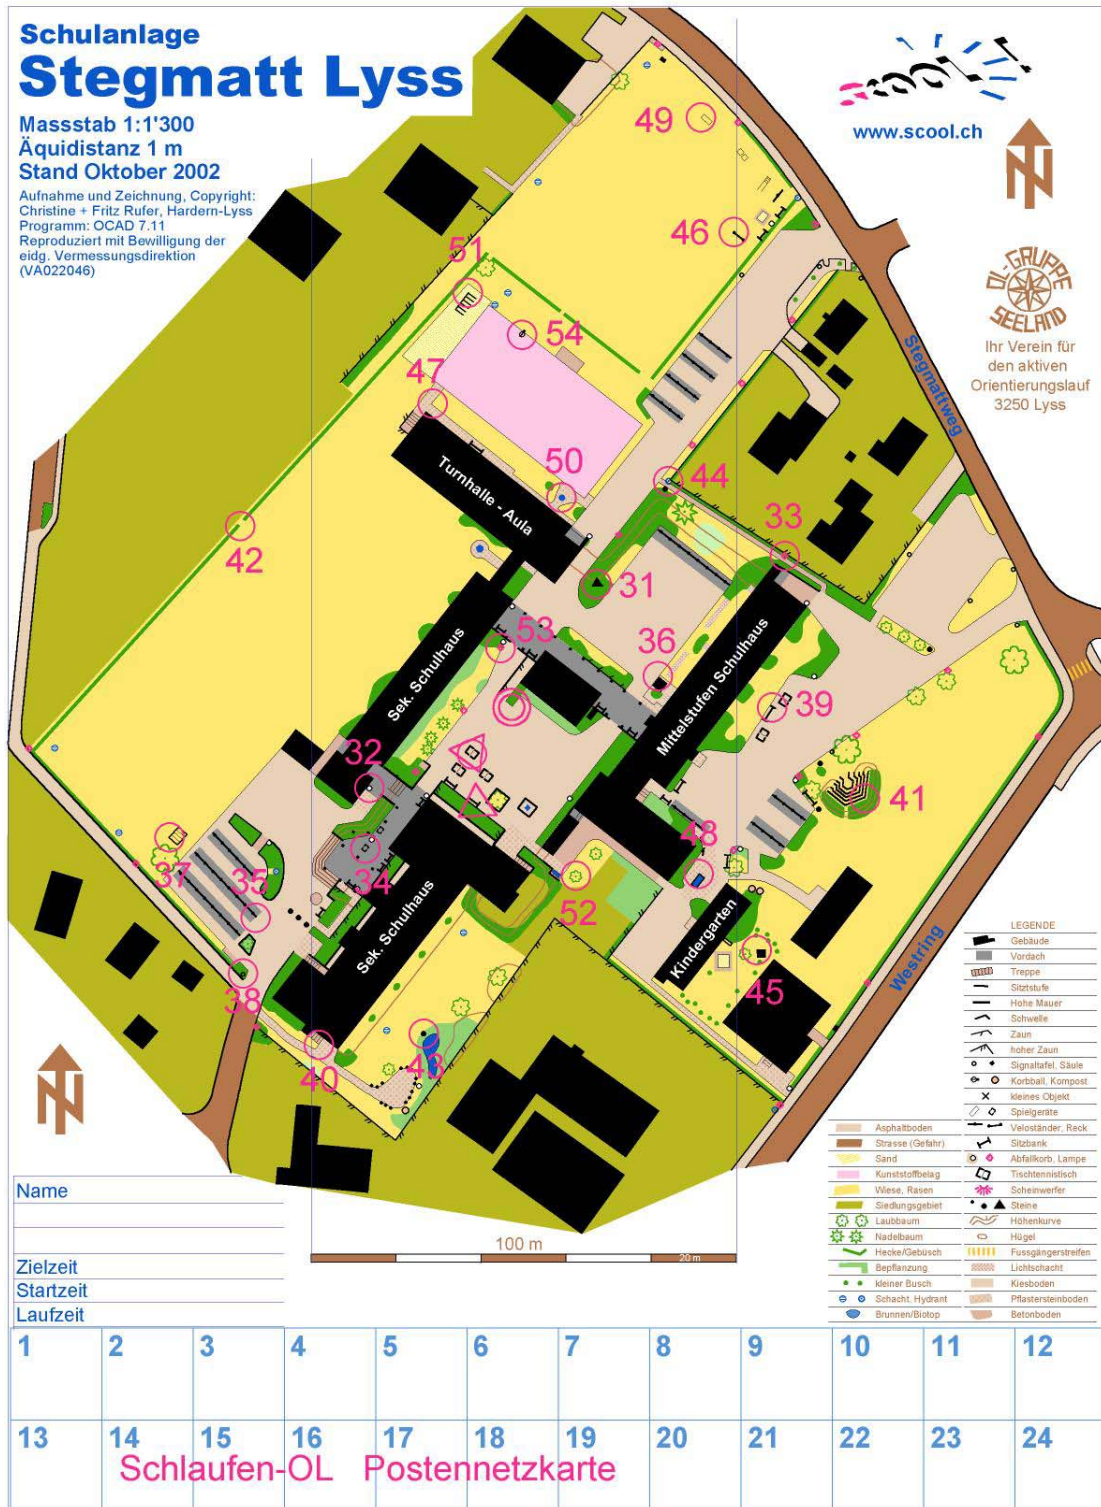 Schulanlage
Stegmatt Lyss
Massstab 1:1'300
Äquidistanz 1 m
Stand Oktober 2002
Aufnahme und Zeichnung, Copyright:
Christine + Fritz Rufer, Hardern-Lyss
Programm: OCAD 7.11
Reproduziert mit Bewilligung der
eidg. Vermessungsdirektion
(VA022046)
scool
www.scool.ch
N
OL-GRUPPE
SEELAND
Ihr Verein für
den aktiven
Orientierungslauf
3250 Lyss
49
46
51
54
47
Stegmattweg
Turnhalle - Aula
50
44
42
33
31
53
36
Sek. Schulhaus
Mittelstufen Schulhaus
39
32
41
37
34
48
35
52
Sek. Schulhaus
Kindergarten
Westring
38
45
40
43
N
LEGENDE
Gebäude
Vordach
Treppe
Sitztstufe
Hohe Mauer
Schwelle
Zaun
hoher Zaun
Signaltafel, Säule
Korbball, Kompost
kleines Objekt
Spielgeräte
Veloständer, Reck
Sitzbank
Abfallkorb, Lampe
Tischtennistisch
Scheinwerfer
Steine
Höhenkurve
Hügel
Fussgängerstreifen
Lichtschacht
Kiesboden
Pflastersteinboden
Betonboden
Asphaltboden
Strasse (Gefahr)
Sand
Kunststoffbelag
Wiese, Rasen
Siedlungsgebiet
Laubbaum
Nadelbaum
Hecke/Gebüsch
Bepflanzung
kleiner Busch
Schacht, Hydrant
Brunnen/Biotop
100 m
20 m
Name
Zielzeit
Startzeit
Laufzeit
1 2 3 4 5 6 7 8 9 10 11 12
13 14 15 16 17 18 19 20 21 22 23 24
Schlaufen-OL Postennetzkarte